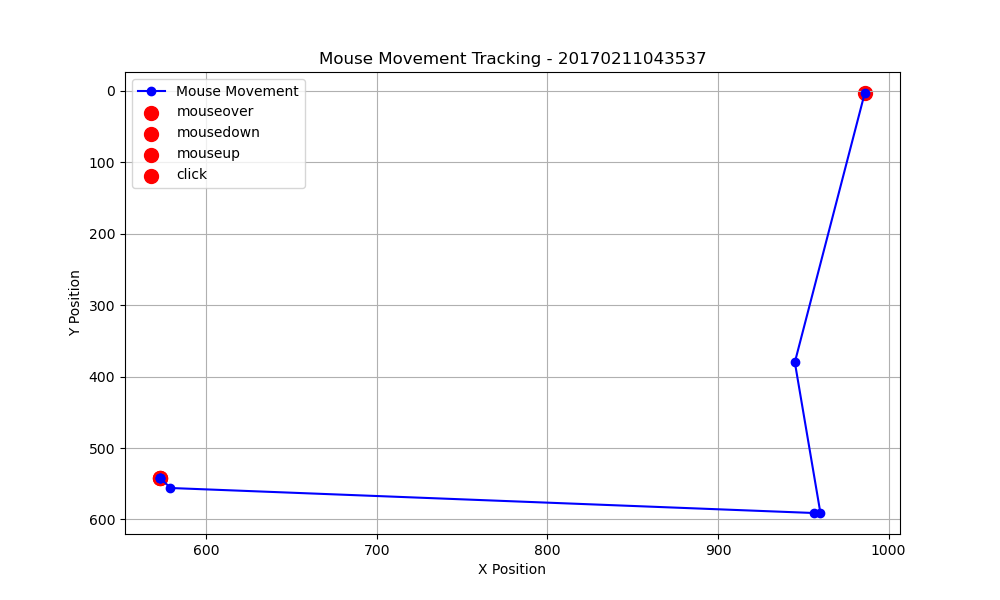 Mouse Movement Tracking - 20170211043537
Mouse Movement
mouseover
mousedown
mouseup
click
0
100
200
300
400
500
600
Y Position
600 700 800 900 1000
X Position